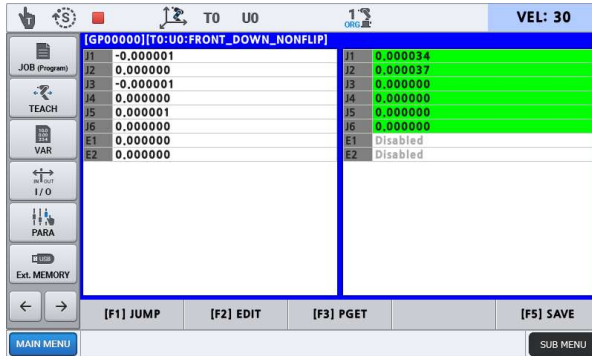 S T0 U0 1 ORG VEL: 30
[GP00000][T0:U0:FRONT_DOWN_NONFLIP]
JOB (Program)
TEACH
VAR
IN OUT
I / O
PARA
USB
Ext. MEMORY
J1 -0.000001
J2 0.000000
J3 -0.000001
J4 0.000000
J5 0.000001
J6 0.000000
E1 0.000000
E2 0.000000
J1 0.000034
J2 0.000037
J3 0.000000
J4 0.000000
J5 0.000000
J6 0.000000
E1 Disabled
E2 Disabled
[F1] JUMP [F2] EDIT [F3] PGET [F5] SAVE
MAIN MENU SUB MENU